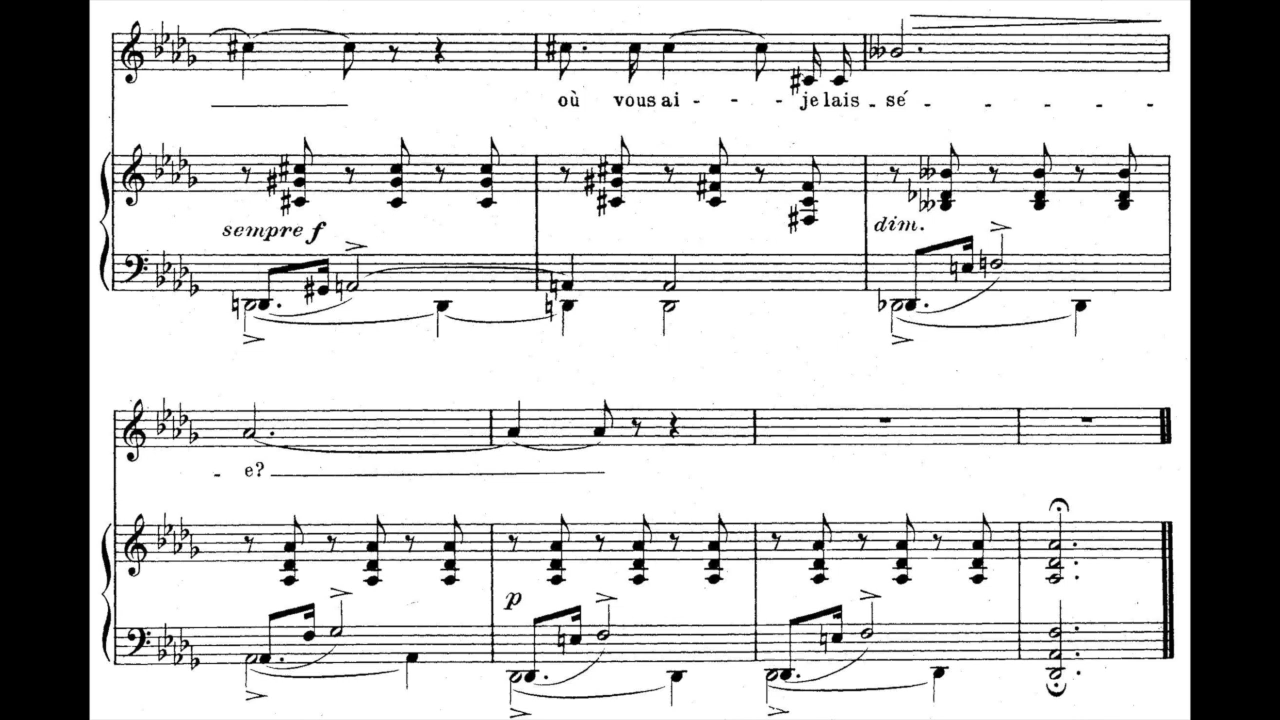 où vous ai - - - je lais - sé - - - - -
sempre f
dim.
- e?
p